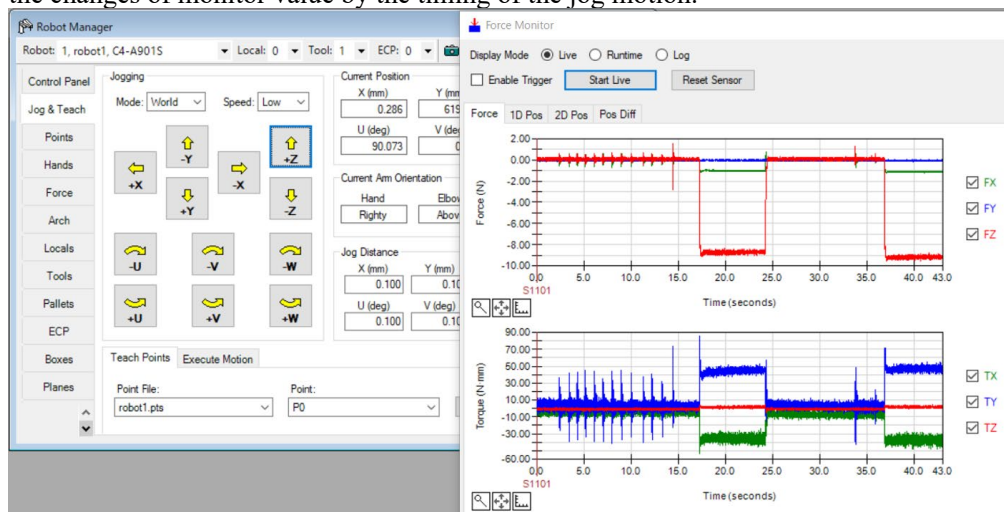 the changes of monitor value by the timing of the jog motion.
Robot Manager
Robot: 1, robot1, C4-A901S Local: 0 Tool: 1 ECP: 0
Control Panel
Jog & Teach
Points
Hands
Force
Arch
Locals
Tools
Pallets
ECP
Boxes
Planes
Jogging
Mode: World Speed: Low
+X
-Y
+Y
-X
+Z
-Z
-U -V -W
+U +V +W
Current Position
X (mm)
0.286
U (deg)
90.073
Current Arm Orientation
Hand
Righty
Jog Distance
X (mm) Y (mm)
0.100
U (deg) V (deg)
0.100
Teach Points Execute Motion
Point File: Point:
robot1.pts P0
Force Monitor
Display Mode Live Runtime Log
Enable Trigger Start Live Reset Sensor
Force 1D Pos 2D Pos Pos Diff
Force (N)
2.00
0.00
-2.00
-4.00
-6.00
-8.00
-10.00
0.0 5.0 10.0 15.0 20.0 25.0 30.0 35.0 40.0 43.0
S1101
Time (seconds)
FX
FY
FZ
Torque (N·mm)
90.00
70.00
50.00
30.00
10.00
-10.00
-30.00
-60.00
0.0 5.0 10.0 15.0 20.0 25.0 30.0 35.0 40.0 43.0
S1101
Time (seconds)
TX
TY
TZ